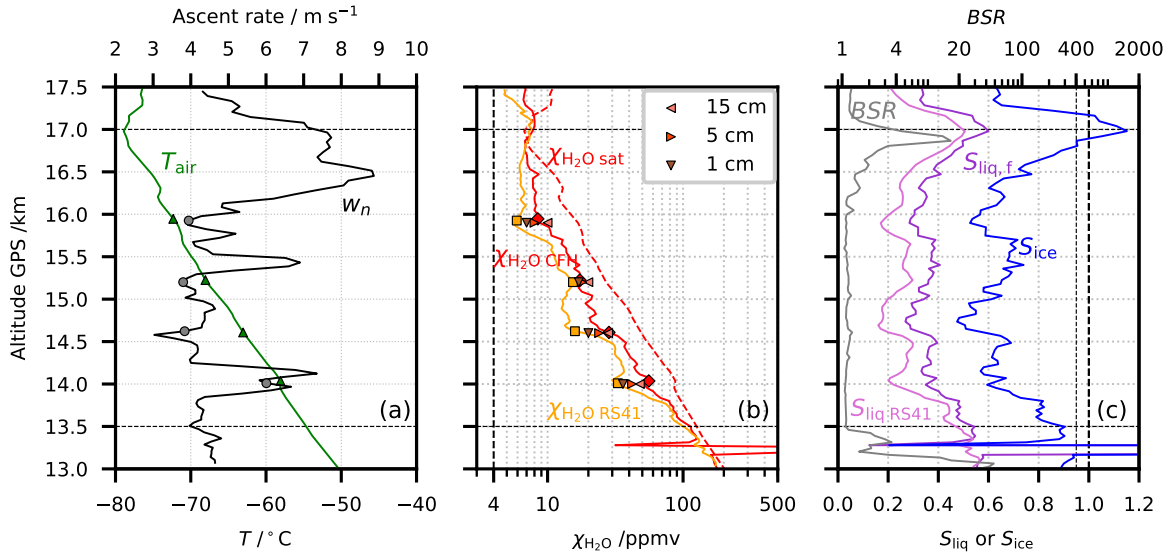 Ascent rate / m s⁻¹
2 3 4 5 6 7 8 9 10
BSR
1 4 20 100 400 2000
Altitude GPS /km
17.5
17.0
16.5
16.0
15.5
15.0
14.5
14.0
13.5
13.0
T_air
w_n
(a)
−80 −70 −60 −50 −40
T / °C
15 cm
5 cm
1 cm
χ_H₂O sat
χ_H₂O CFH
χ_H₂O RS41
(b)
4 10 100 500
χ_H₂O /ppmv
BSR
S_liq, f
S_ice
S_liq RS41
(c)
0.0 0.2 0.4 0.6 0.8 1.0 1.2
S_liq or S_ice